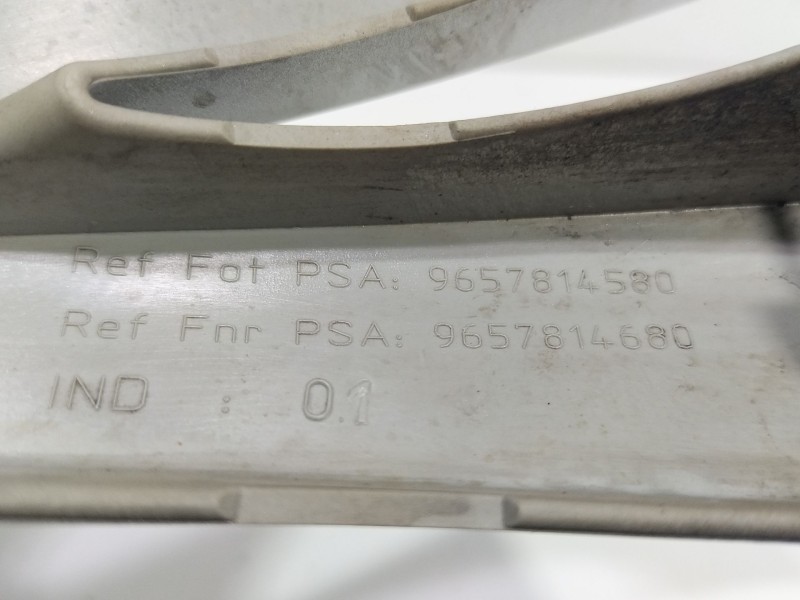 Ref Fot PSA: 9657814580
Ref Fnr PSA: 9657814680
IND : 01